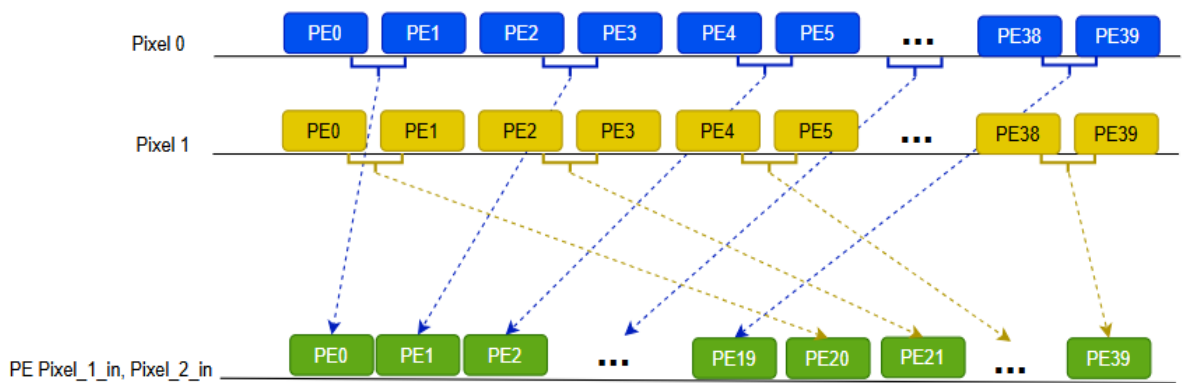 Pixel 0 PE0 PE1 PE2 PE3 PE4 PE5 ... PE38 PE39
Pixel 1 PE0 PE1 PE2 PE3 PE4 PE5 ... PE38 PE39
PE Pixel_1_in, Pixel_2_in PE0 PE1 PE2 ... PE19 PE20 PE21 ... PE39